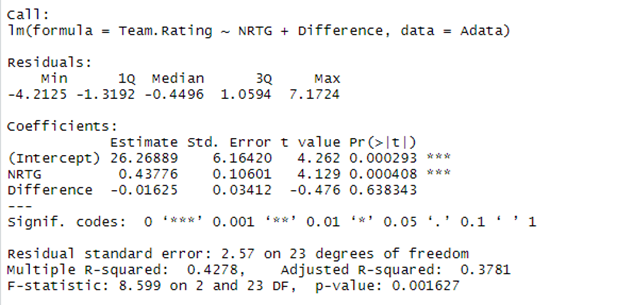 Call:
lm(formula = Team.Rating ~ NRTG + Difference, data = Adata)
Residuals:
Min 1Q Median 3Q Max
-4.2125 -1.3192 -0.4496 1.0594 7.1724
Coefficients:
Estimate Std. Error t value Pr(>|t|)
(Intercept) 26.26889 6.16420 4.262 0.000293 ***
NRTG 0.43776 0.10601 4.129 0.000408 ***
Difference -0.01625 0.03412 -0.476 0.638343
---
Signif. codes: 0 ‘***’ 0.001 ‘**’ 0.01 ‘*’ 0.05 ‘.’ 0.1 ‘ ’ 1
Residual standard error: 2.57 on 23 degrees of freedom
Multiple R-squared: 0.4278, Adjusted R-squared: 0.3781
F-statistic: 8.599 on 2 and 23 DF, p-value: 0.001627